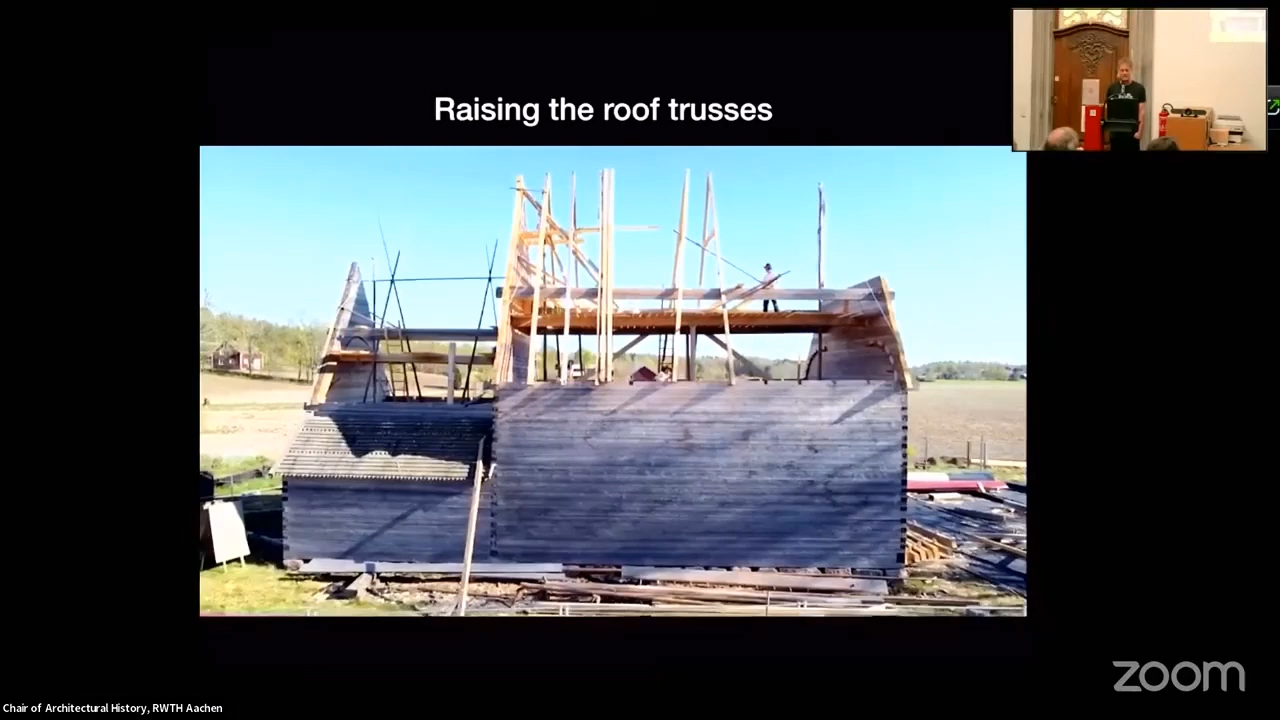 Raising the roof trusses
zoom
Chair of Architectural History, RWTH Aachen